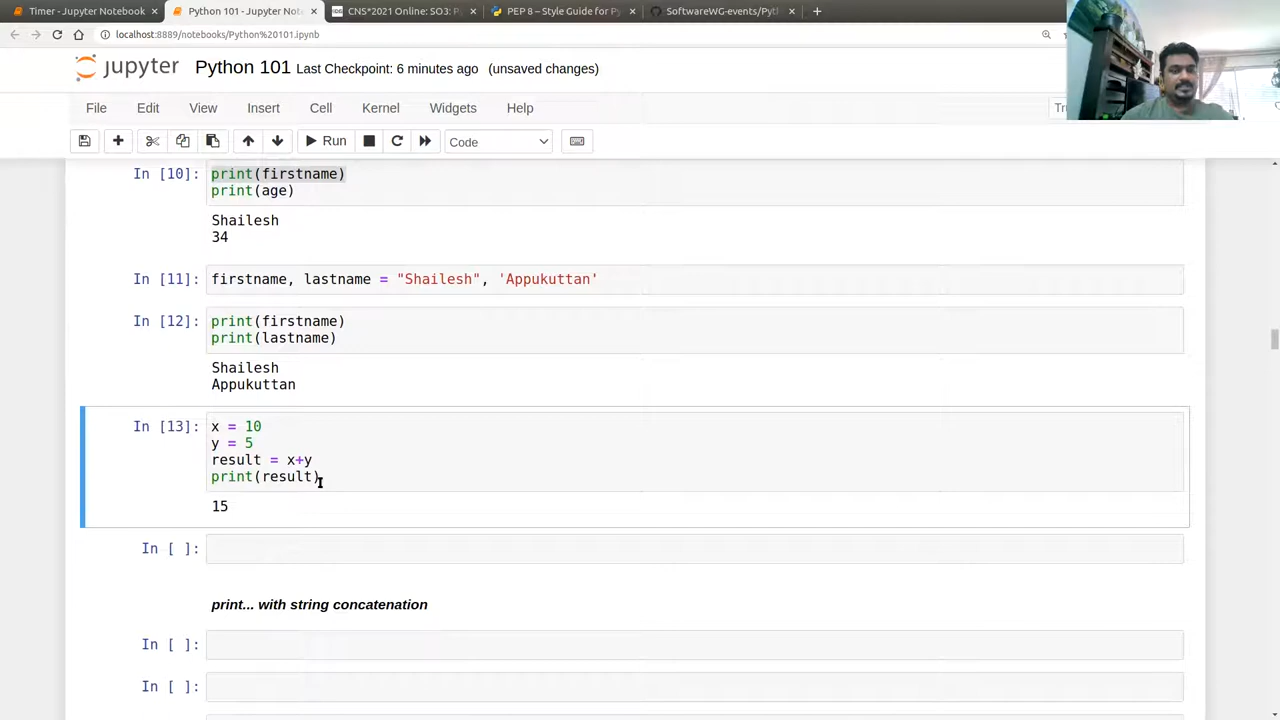 Timer - Jupyter Notebook
Python 101 - Jupyter Not
CNS*2021 Online: SO3: P
PEP 8 – Style Guide for P
SoftwareWG-events/Pyt
localhost:8889/notebooks/Python%20101.ipynb
jupyter Python 101 Last Checkpoint: 6 minutes ago (unsaved changes)
File Edit View Insert Cell Kernel Widgets Help
Run Code
In [10]: print(firstname)
print(age)
Shailesh
34
In [11]: firstname, lastname = "Shailesh", 'Appukuttan'
In [12]: print(firstname)
print(lastname)
Shailesh
Appukuttan
In [13]: x = 10
y = 5
result = x+y
print(result)
15
In [ ]:
print... with string concatenation
In [ ]:
In [ ]: